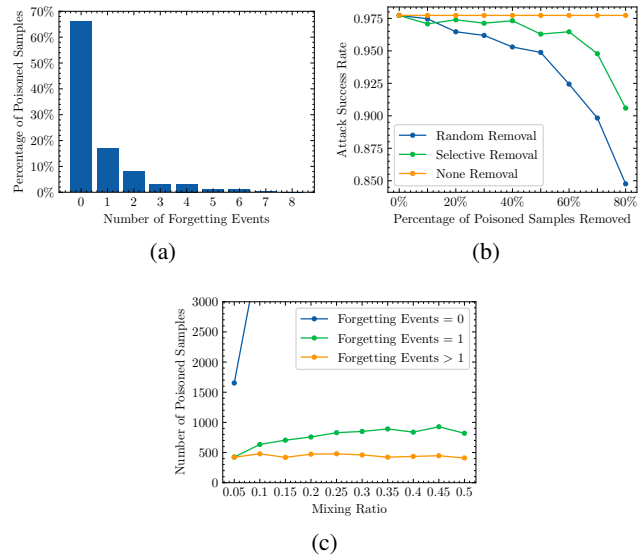 70%
60%
50%
40%
30%
20%
10%
0%
Percentage of Poisoned Samples
0 1 2 3 4 5 6 7 8
Number of Forgetting Events
(a)
0.975
0.950
0.925
0.900
0.875
0.850
Attack Success Rate
Random Removal
Selective Removal
None Removal
0% 20% 40% 60% 80%
Percentage of Poisoned Samples Removed
(b)
3000
2500
2000
1500
1000
500
0
Number of Poisoned Samples
Forgetting Events = 0
Forgetting Events = 1
Forgetting Events > 1
0.05 0.1 0.15 0.2 0.25 0.3 0.35 0.4 0.45 0.5
Mixing Ratio
(c)